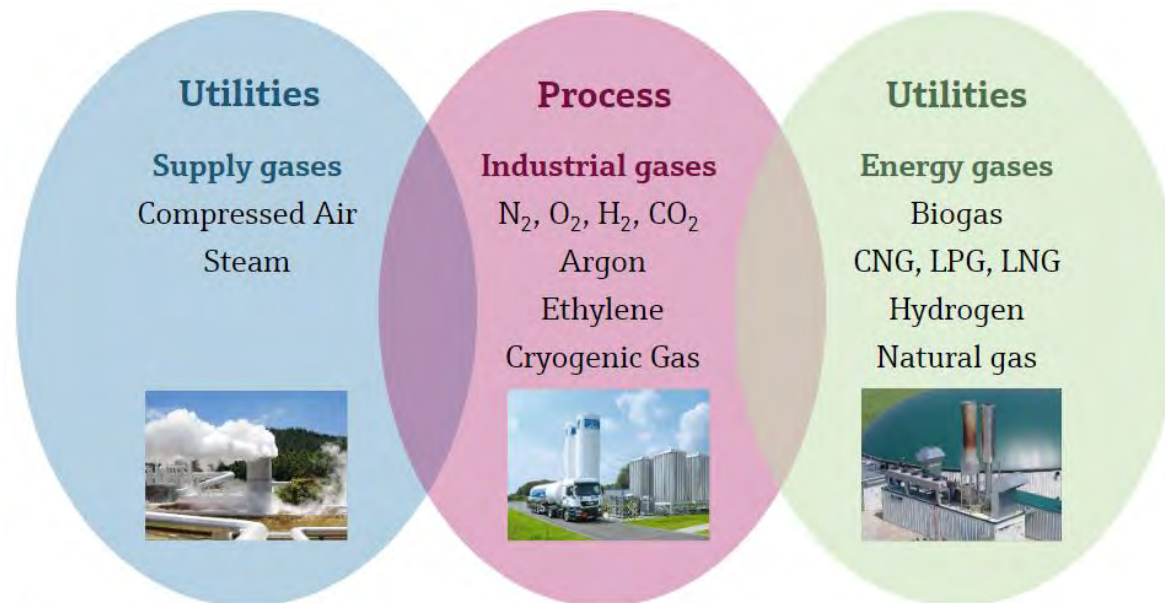 Utilities
Supply gases
Compressed Air
Steam
Process
Industrial gases
N₂, O₂, H₂, CO₂
Argon
Ethylene
Cryogenic Gas
Utilities
Energy gases
Biogas
CNG, LPG, LNG
Hydrogen
Natural gas